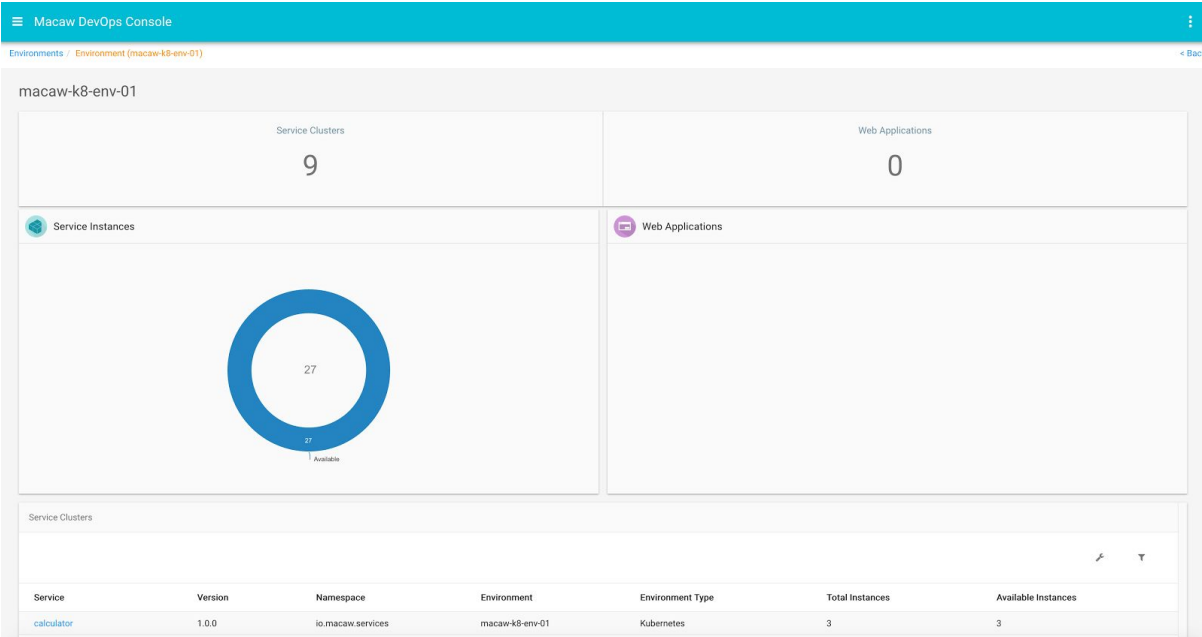 Macaw DevOps Console
Environments / Environment (macaw-k8-env-01)
< Bac
macaw-k8-env-01
Service Clusters
9
Web Applications
0
Service Instances
Web Applications
27
27
Available
Service Clusters
Service Version Namespace Environment Environment Type Total Instances Available Instances
calculator 1.0.0 io.macaw.services macaw-k8-env-01 Kubernetes 3 3